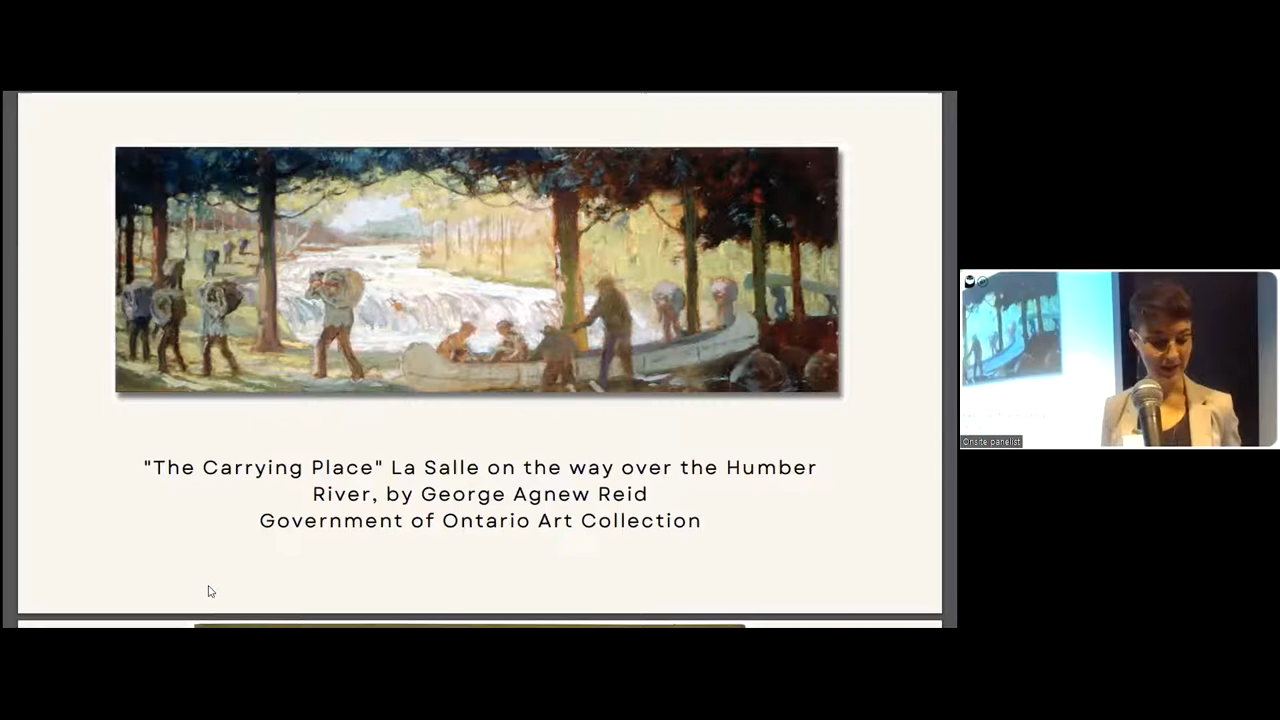 "The Carrying Place" La Salle on the way over the Humber
River, by George Agnew Reid
Government of Ontario Art Collection
Onsite panelist